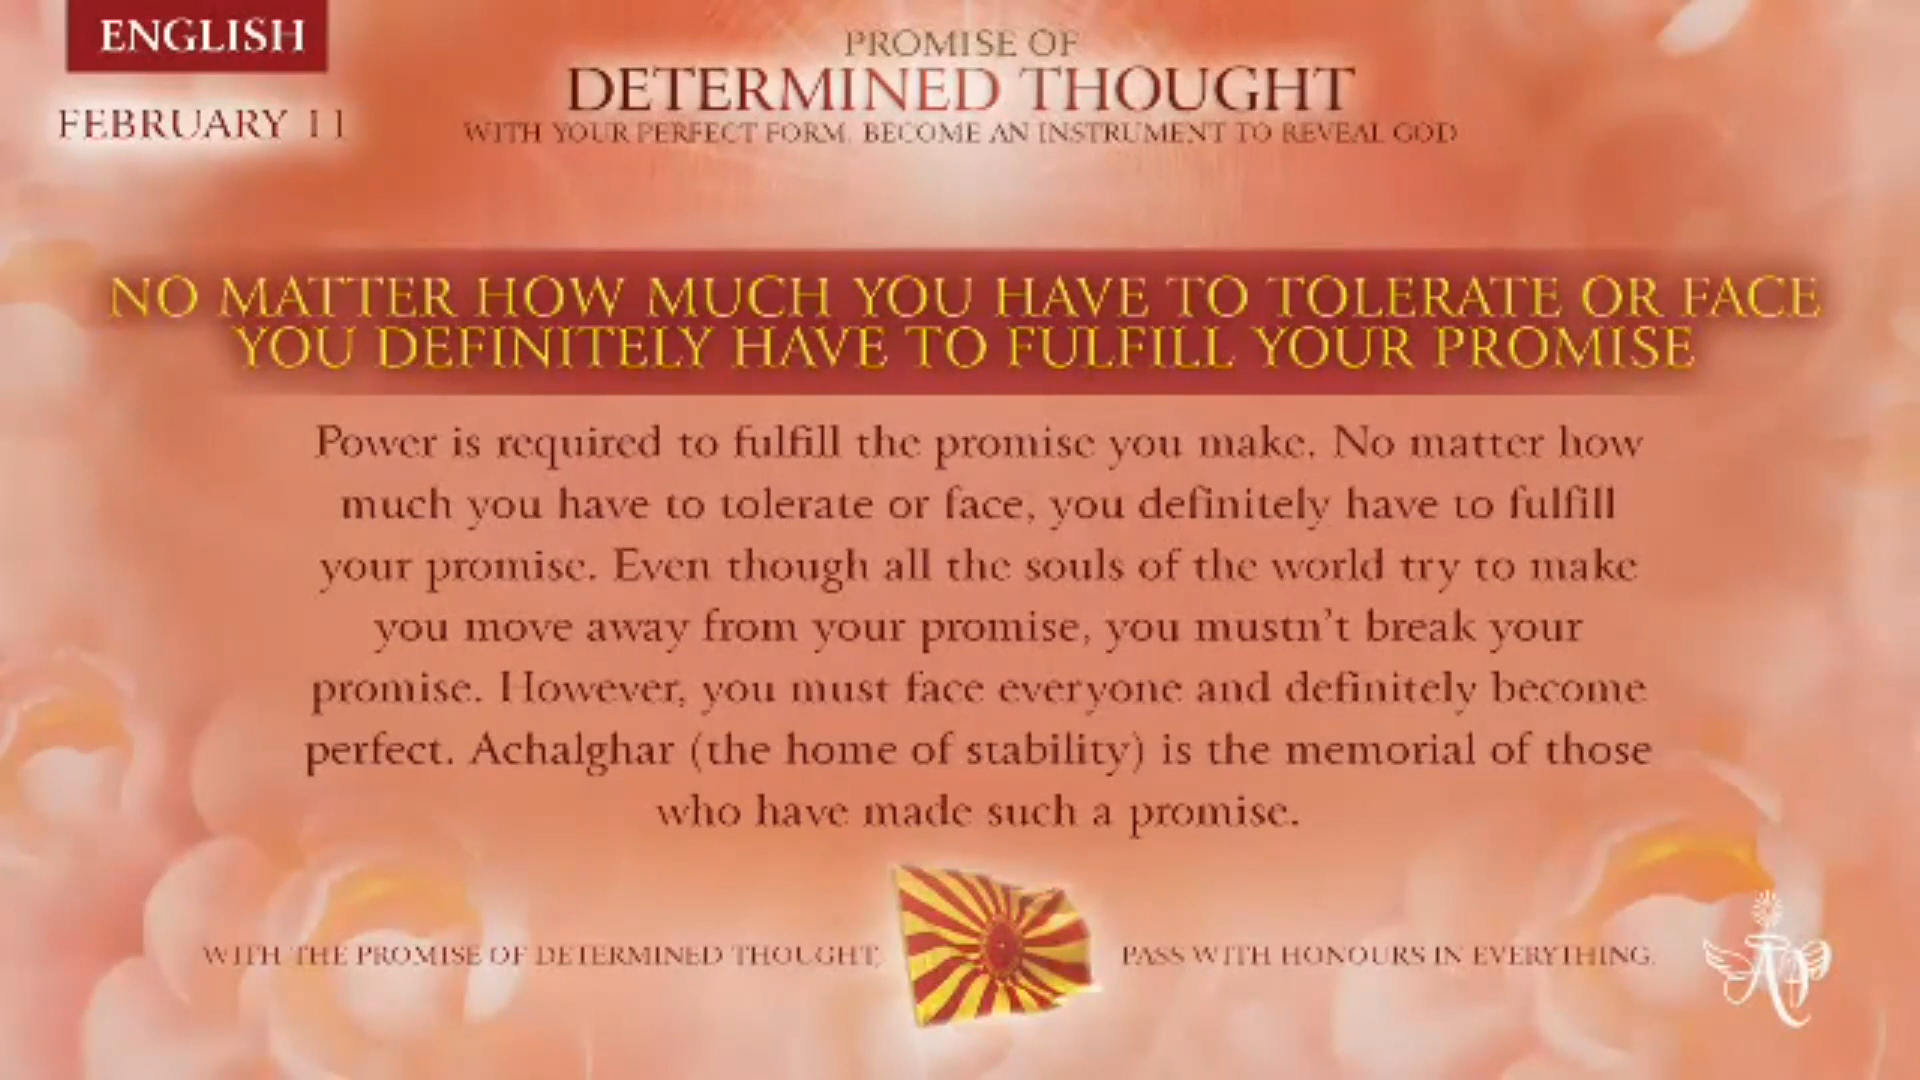 ENGLISH
FEBRUARY 11
PROMISE OF
DETERMINED THOUGHT
WITH YOUR PERFECT FORM, BECOME AN INSTRUMENT TO REVEAL GOD
NO MATTER HOW MUCH YOU HAVE TO TOLERATE OR FACE
YOU DEFINITELY HAVE TO FULFILL YOUR PROMISE
Power is required to fulfill the promise you make. No matter how
much you have to tolerate or face, you definitely have to fulfill
your promise. Even though all the souls of the world try to make
you move away from your promise, you mustn't break your
promise. However, you must face everyone and definitely become
perfect. Achalghar (the home of stability) is the memorial of those
who have made such a promise.
WITH THE PROMISE OF DETERMINED THOUGHT, PASS WITH HONOURS IN EVERYTHING.